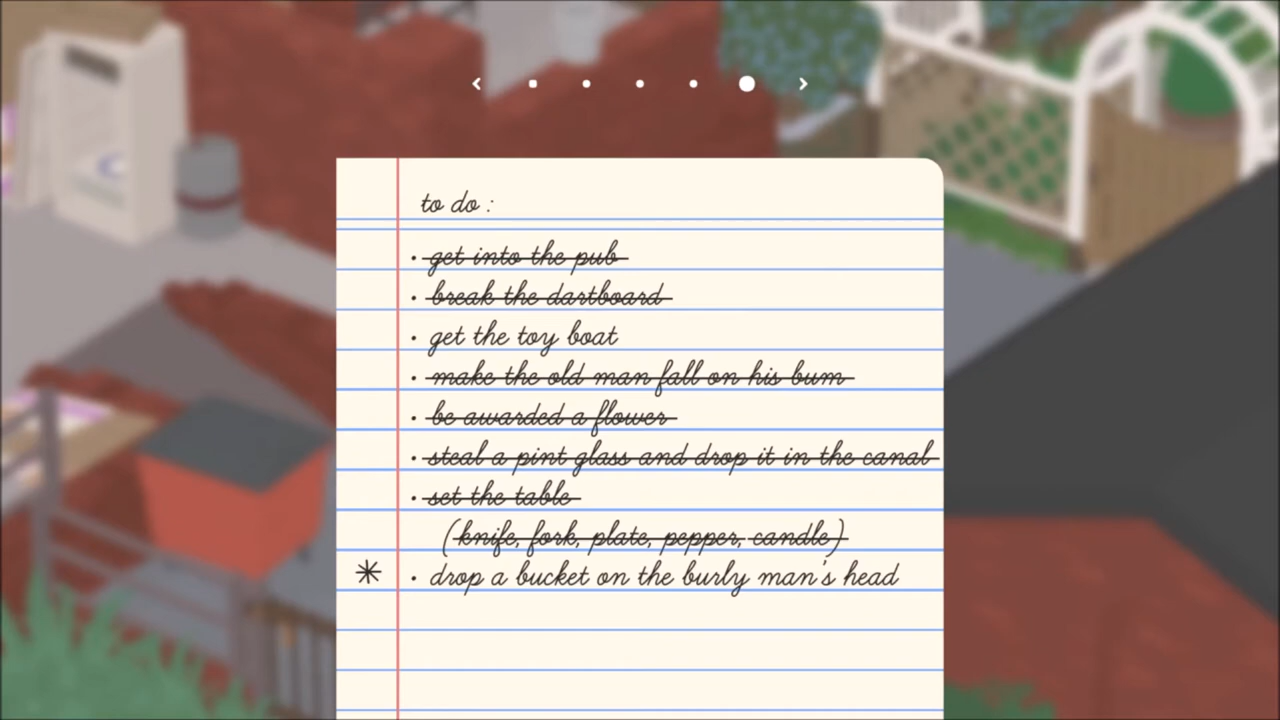 to do :
• get into the pub
• break the dartboard
• get the toy boat
• make the old man fall on his bum
• be awarded a flower
• steal a pint glass and drop it in the canal
• set the table
(knife, fork, plate, pepper, candle)
* • drop a bucket on the burly man's head